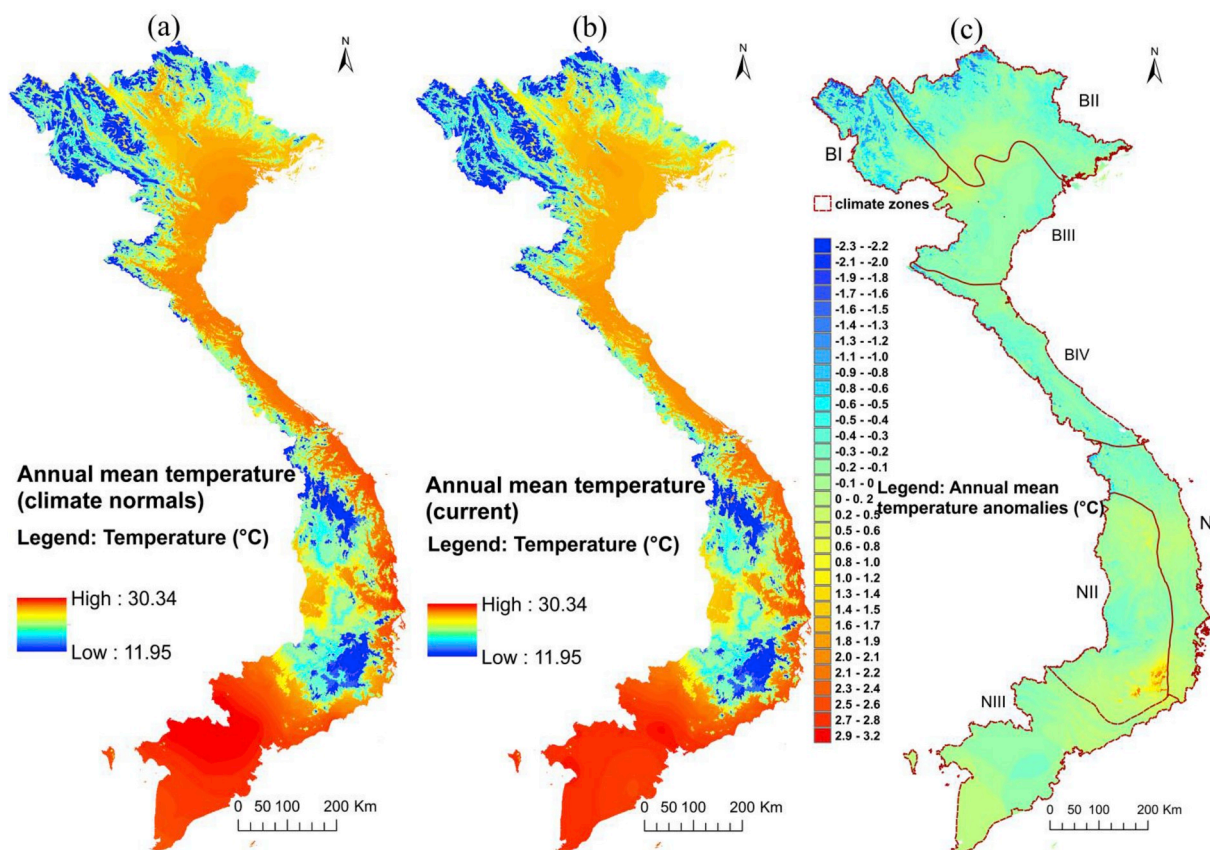 (a)
N
Annual mean temperature
(climate normals)
Legend: Temperature (°C)
High : 30.34
Low : 11.95
0 50 100 200 Km
(b)
N
Annual mean temperature
(current)
Legend: Temperature (°C)
High : 30.34
Low : 11.95
0 50 100 200 Km
(c)
N
BII
BI
climate zones
BIII
-2.3 - -2.2
-2.1 - -2.0
-1.9 - -1.8
-1.7 - -1.6
-1.6 - -1.5
-1.4 - -1.3
-1.3 - -1.2
-1.1 - -1.0
-0.9 - -0.8
-0.8 - -0.6
-0.6 - -0.5
-0.5 - -0.4
-0.4 - -0.3
-0.3 - -0.2
-0.2 - -0.1
-0.1 - 0
0 - 0.2
0.2 - 0.5
0.5 - 0.6
0.6 - 0.8
0.8 - 1.0
1.0 - 1.2
1.3 - 1.4
1.4 - 1.5
1.6 - 1.7
1.8 - 1.9
2.0 - 2.1
2.1 - 2.2
2.3 - 2.4
2.5 - 2.6
2.7 - 2.8
2.9 - 3.2
BIV
Legend: Annual mean
temperature anomalies (°C)
NII
NIII
0 50 100 200 Km